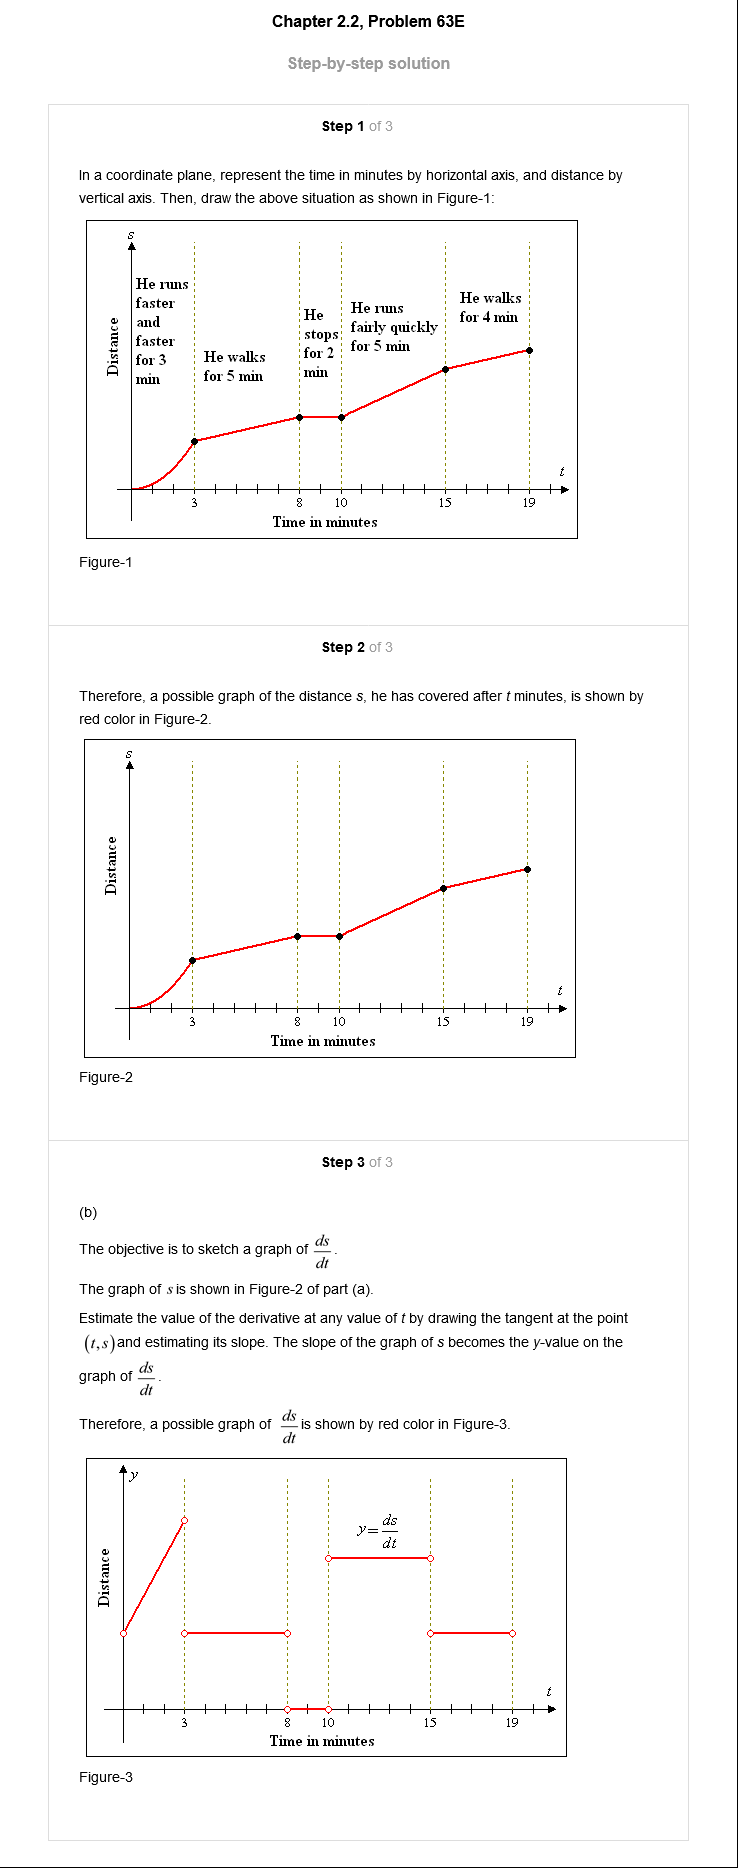 Chapter 2.2, Problem 63E
Step-by-step solution
Step 1 of 3
In a coordinate plane, represent the time in minutes by horizontal axis, and distance by
vertical axis. Then, draw the above situation as shown in Figure-1:
s
Distance
He runs
faster
and
faster
for 3
min
He walks
for 5 min
He
stops
for 2
min
He runs
fairly quickly
for 5 min
He walks
for 4 min
t
3 8 10 15 19
Time in minutes
Figure-1
Step 2 of 3
Therefore, a possible graph of the distance s, he has covered after t minutes, is shown by
red color in Figure-2.
s
Distance
t
3 8 10 15 19
Time in minutes
Figure-2
Step 3 of 3
(b)
The objective is to sketch a graph of ds/dt.
The graph of s is shown in Figure-2 of part (a).
Estimate the value of the derivative at any value of t by drawing the tangent at the point
(t,s) and estimating its slope. The slope of the graph of s becomes the y-value on the
graph of ds/dt.
Therefore, a possible graph of ds/dt is shown by red color in Figure-3.
y
Distance
y=ds/dt
t
3 8 10 15 19
Time in minutes
Figure-3